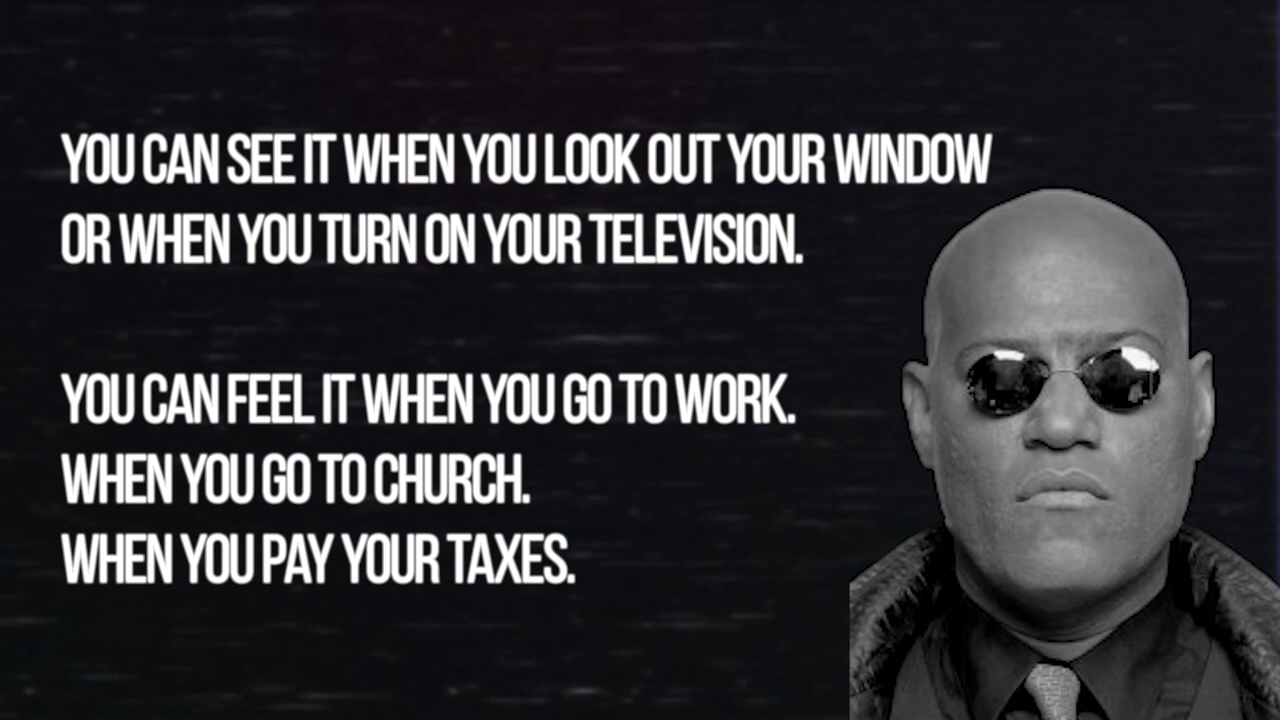 YOU CAN SEE IT WHEN YOU LOOK OUT YOUR WINDOW
OR WHEN YOU TURN ON YOUR TELEVISION.
YOU CAN FEEL IT WHEN YOU GO TO WORK.
WHEN YOU GO TO CHURCH.
WHEN YOU PAY YOUR TAXES.